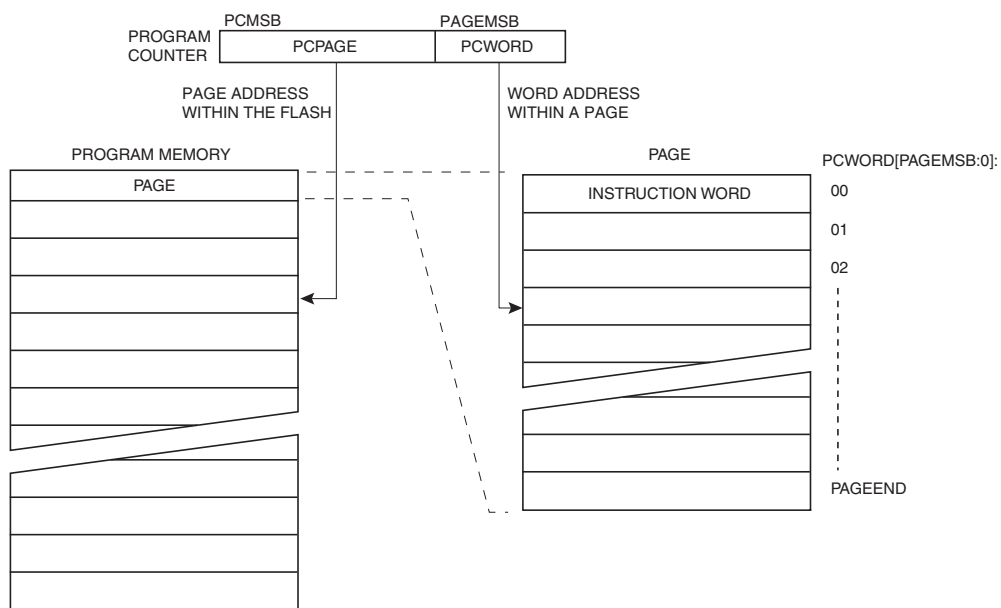 PCMSB
PAGEMSB
PROGRAM
COUNTER
PCPAGE
PCWORD
PAGE ADDRESS
WITHIN THE FLASH
WORD ADDRESS
WITHIN A PAGE
PROGRAM MEMORY
PAGE
PAGE
INSTRUCTION WORD
PCWORD[PAGEMSB:0]:
00
01
02
PAGEEND